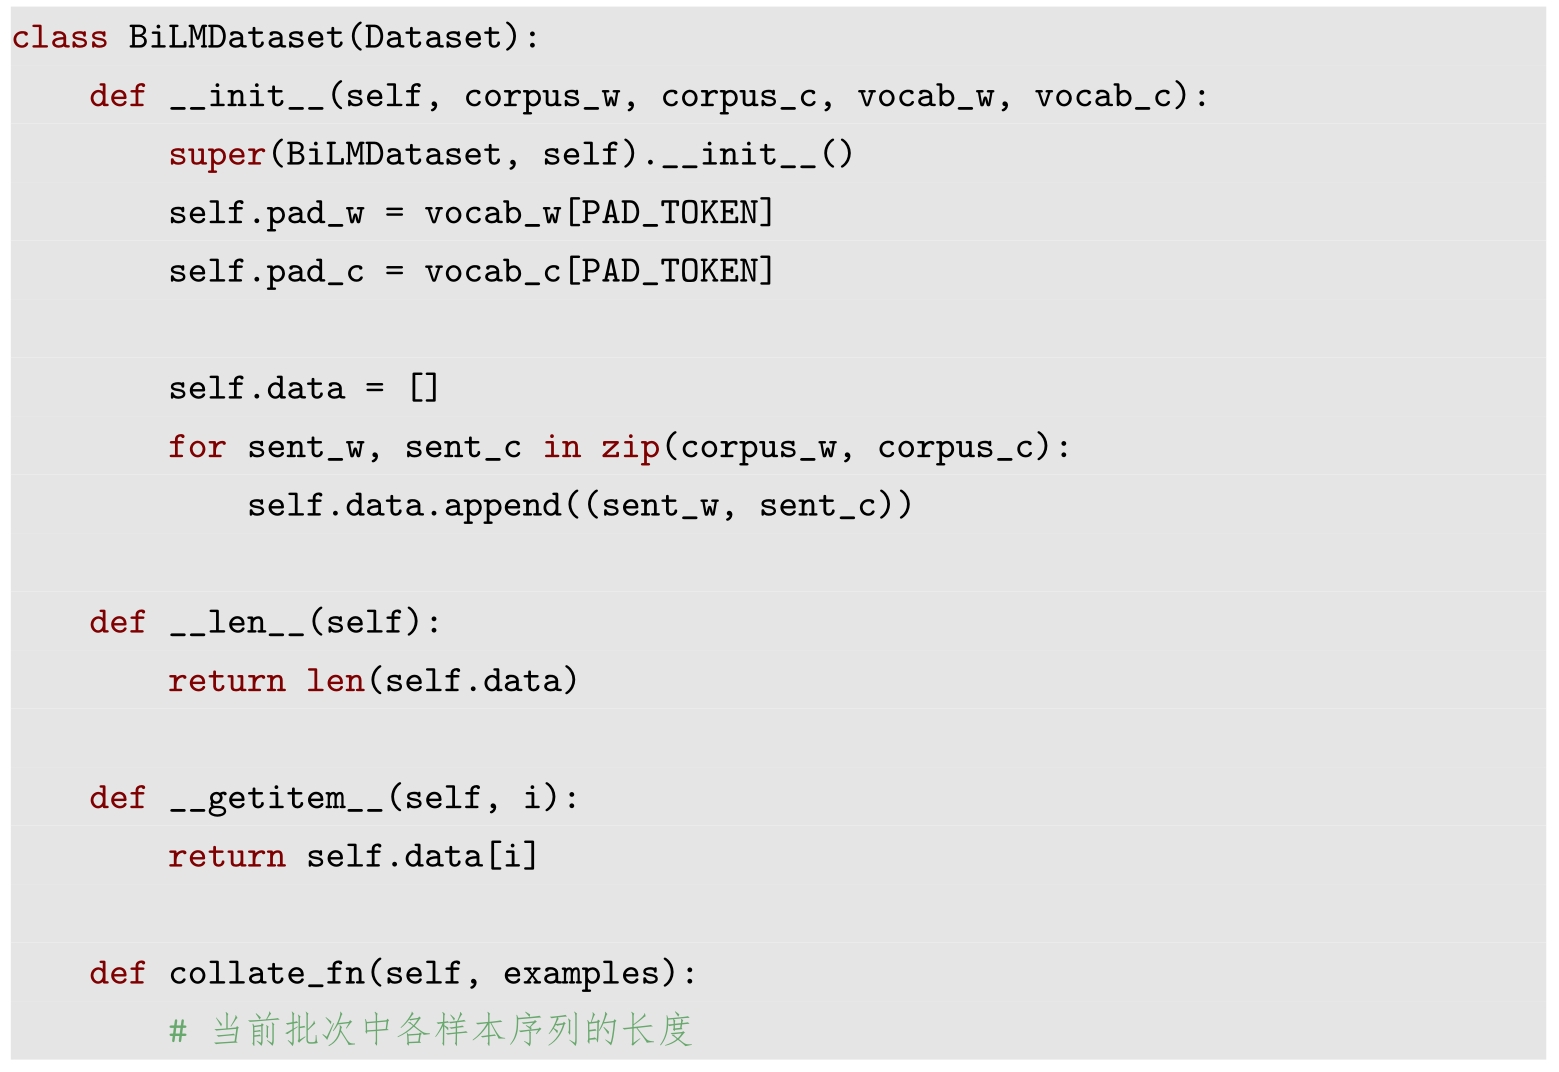 class BiLMDataset(Dataset):
    def __init__(self, corpus_w, corpus_c, vocab_w, vocab_c):
        super(BiLMDataset, self).__init__()
        self.pad_w = vocab_w[PAD_TOKEN]
        self.pad_c = vocab_c[PAD_TOKEN]

        self.data = []
        for sent_w, sent_c in zip(corpus_w, corpus_c):
            self.data.append((sent_w, sent_c))

    def __len__(self):
        return len(self.data)

    def __getitem__(self, i):
        return self.data[i]

    def collate_fn(self, examples):
        # 当前批次中各样本序列的长度